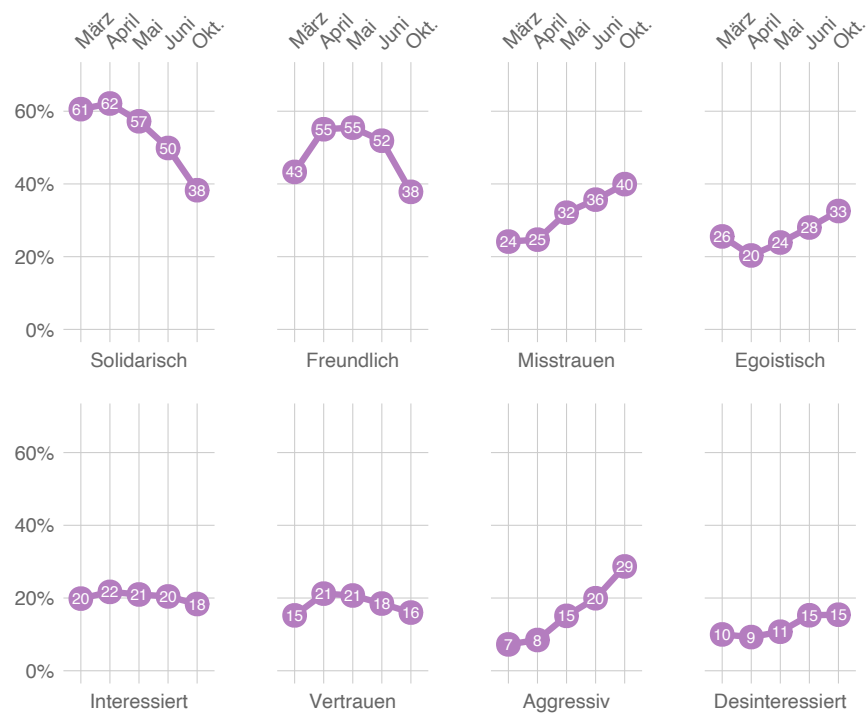 März April Mai Juni Okt. März April Mai Juni Okt. März April Mai Juni Okt. März April Mai Juni Okt.
60%
61 62 57 50 38
43 55 55 52 38
24 25 32 36 40
26 20 24 28 33
40%
20%
0%
Solidarisch Freundlich Misstrauen Egoistisch
60%
40%
20%
20 22 21 20 18
15 21 21 18 16
7 8 15 20 29
10 9 11 15 15
0%
Interessiert Vertrauen Aggressiv Desinteressiert